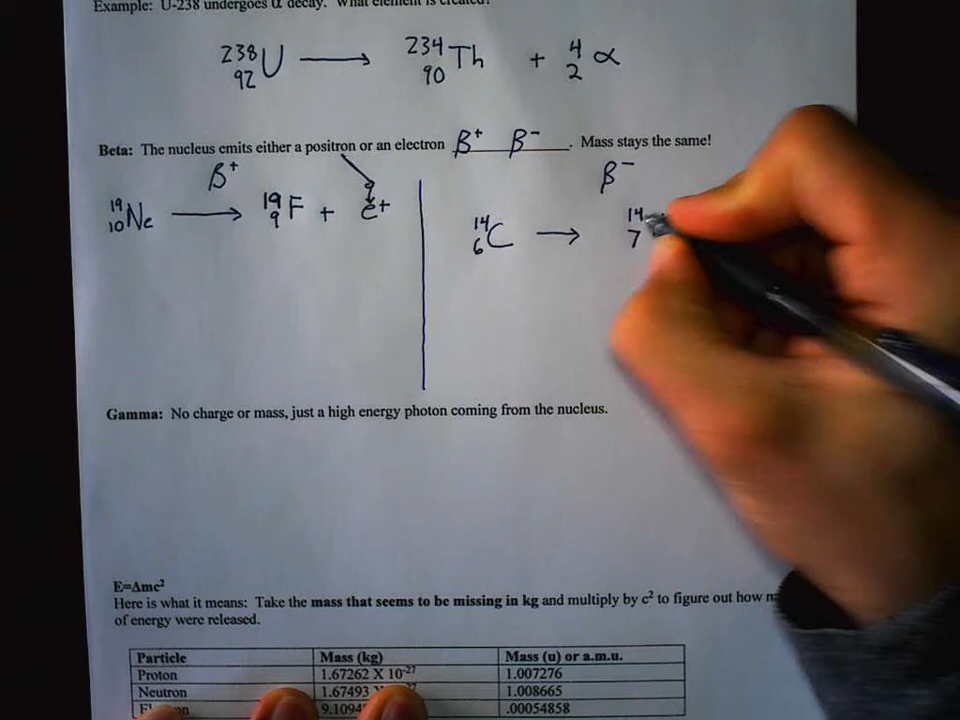 Example: U-238 undergoes α decay. What element is created?
238 92 U → 234 90 Th + 4 2 α
Beta: The nucleus emits either a positron or an electron β⁺ β⁻. Mass stays the same!
β⁺
19 10 Ne → 19 9 F + e+
β⁻
14 6 C → 14 7
Gamma: No charge or mass, just a high energy photon coming from the nucleus.
E=Δmc²
Here is what it means: Take the mass that seems to be missing in kg and multiply by c² to figure out how
of energy were released.
Particle Mass (kg) Mass (u) or a.m.u.
Proton 1.67262 X 10⁻²⁷ 1.007276
Neutron 1.67493 1.008665
.00054858